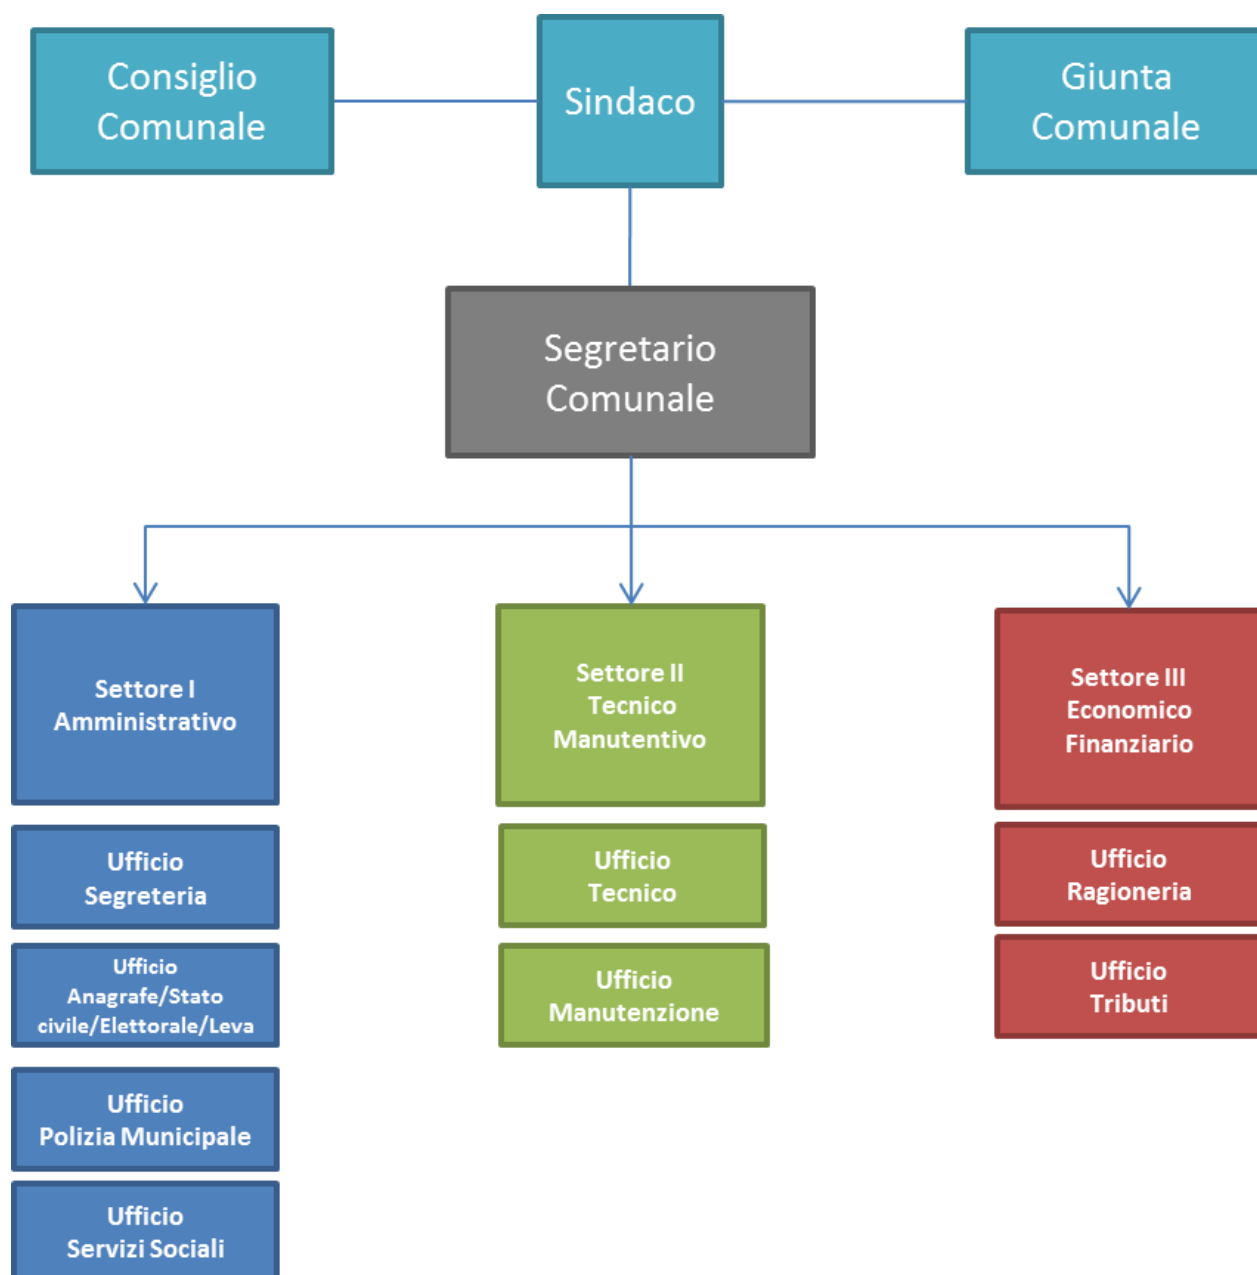 Consiglio
Comunale
Sindaco
Giunta
Comunale
Segretario
Comunale
Settore I
Amministrativo
Settore II
Tecnico
Manutentivo
Settore III
Economico
Finanziario
Ufficio
Segreteria
Ufficio
Tecnico
Ufficio
Ragioneria
Ufficio
Anagrafe/Stato
civile/Elettorale/Leva
Ufficio
Manutenzione
Ufficio
Tributi
Ufficio
Polizia Municipale
Ufficio
Servizi Sociali